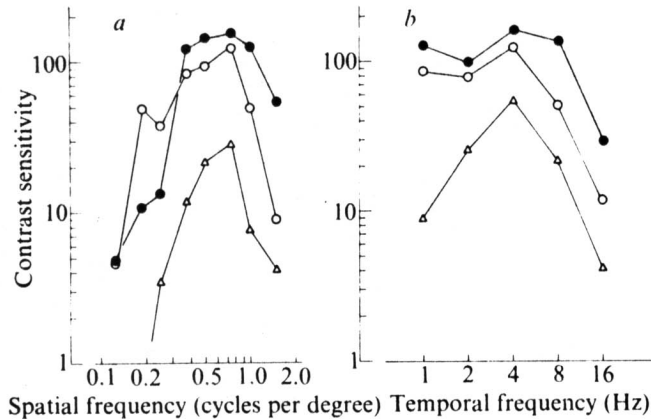 a
b
100
10
1
100
10
1
Contrast sensitivity
0.1 0.2 0.5 1.0 2.0
1 2 4 8 16
Spatial frequency (cycles per degree) Temporal frequency (Hz)